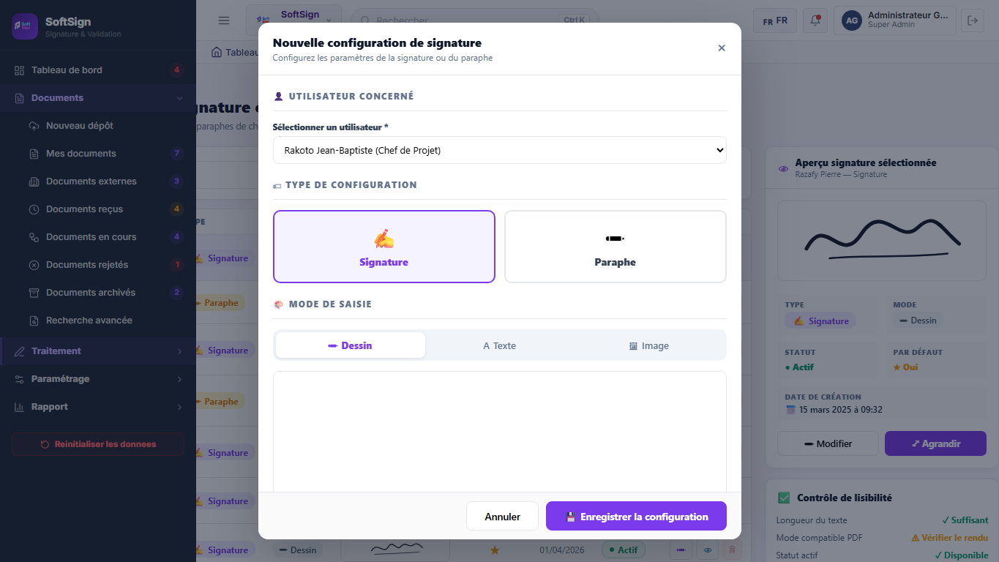 SoftSign
Signature & Validation
Tableau de bord
4
Documents
Nouveau dépôt
Mes documents
7
Documents externes
3
Documents reçus
4
Documents en cours
4
Documents rejetés
1
Documents archivés
2
Recherche avancée
Traitement
Paramétrage
Rapport
Reinitialiser les donnees
SoftSign
Rechercher
Ctrl K
FR FR
AG
Administrateur G...
Super Admin
Tableau
gnature
paraphes de ch
PE
Signature
Paraphe
Signature
Paraphe
Signature
Signature
Signature
Dessin
01/04/2026
Actif
Nouvelle configuration de signature
Configurez les paramètres de la signature ou du paraphe
UTILISATEUR CONCERNÉ
Sélectionner un utilisateur *
Rakoto Jean-Baptiste (Chef de Projet)
TYPE DE CONFIGURATION
Signature
Paraphe
MODE DE SAISIE
Dessin
A Texte
Image
Annuler
Enregistrer la configuration
Aperçu signature sélectionnée
Razafy Pierre — Signature
TYPE
Signature
MODE
Dessin
STATUT
Actif
PAR DÉFAUT
Oui
DATE DE CRÉATION
15 mars 2025 à 09:32
Modifier
Agrandir
Contrôle de lisibilité
Longueur du texte
✓ Suffisant
Mode compatible PDF
⚠ Vérifier le rendu
Statut actif
✓ Disponible